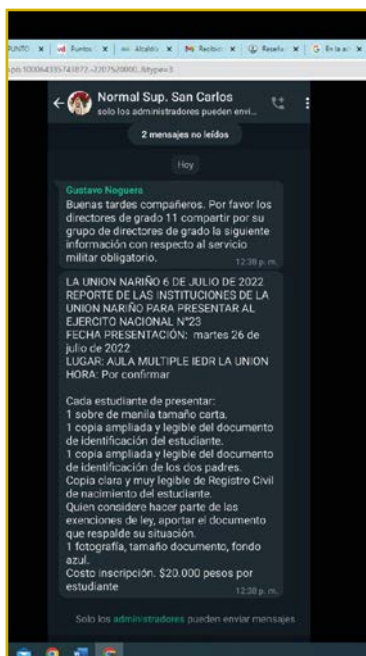 PUNTO
Puntos
Alcaldía
Recibi
Reseña
En la a
Normal Sup. San Carlos
solo los administradores pueden envi...
2 mensajes no leídos
Hoy
Gustavo Noguera
Buenas tardes compañeros. Por favor los
directores de grado 11 compartir por su
grupo de directores de grado la siguiente
información con respecto al servicio
militar obligatorio.
12:38 p. m.
LA UNION NARIÑO 6 DE JULIO DE 2022
REPORTE DE LAS INSTITUCIONES DE LA
UNION NARIÑO PARA PRESENTAR AL
EJERCITO NACIONAL N°23
FECHA PRESENTACIÓN: martes 26 de
julio de 2022
LUGAR: AULA MULTIPLE IEDR LA UNION
HORA: Por confirmar
Cada estudiante de presentar:
1 sobre de manila tamaño carta.
1 copia ampliada y legible del documento
de identificación del estudiante.
1 copia ampliada y legible del documento
de identificación de los dos padres.
Copia clara y muy legible de Registro Civil
de nacimiento del estudiante.
Quien considere hacer parte de las
exenciones de ley, aportar el documento
que respalde su situación.
1 fotografía, tamaño documento, fondo
azul.
Costo inscripción. $20.000 pesos por
estudiante
12:38 p. m.
Solo los administradores pueden enviar mensajes